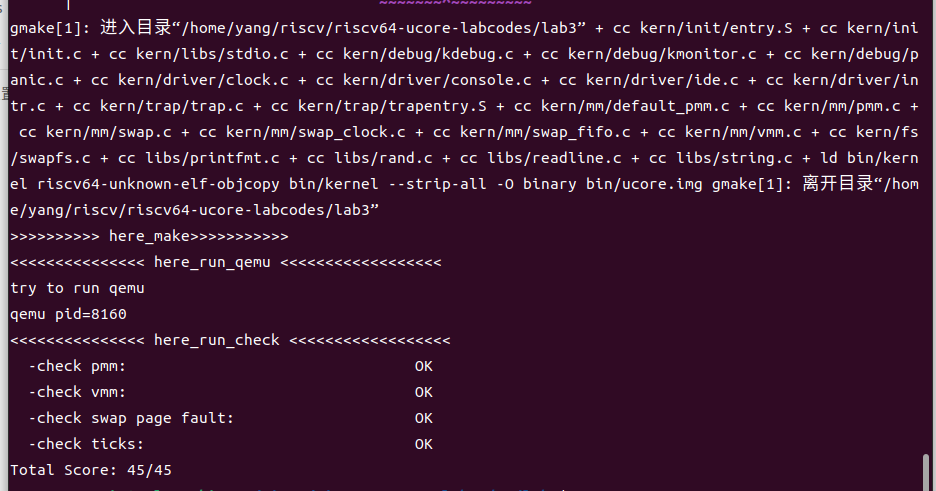 gmake[1]: 进入目录“/home/yang/riscv/riscv64-ucore-labcodes/lab3” + cc kern/init/entry.S + cc kern/ini
t/init.c + cc kern/libs/stdio.c + cc kern/debug/kdebug.c + cc kern/debug/kmonitor.c + cc kern/debug/p
anic.c + cc kern/driver/clock.c + cc kern/driver/console.c + cc kern/driver/ide.c + cc kern/driver/in
tr.c + cc kern/trap/trap.c + cc kern/trap/trapentry.S + cc kern/mm/default_pmm.c + cc kern/mm/pmm.c +
cc kern/mm/swap.c + cc kern/mm/swap_clock.c + cc kern/mm/swap_fifo.c + cc kern/mm/vmm.c + cc kern/fs
/swapfs.c + cc libs/printfmt.c + cc libs/rand.c + cc libs/readline.c + cc libs/string.c + ld bin/kern
el riscv64-unknown-elf-objcopy bin/kernel --strip-all -O binary bin/ucore.img gmake[1]: 离开目录“/hom
e/yang/riscv/riscv64-ucore-labcodes/lab3”
>>>>>>>>>> here_make>>>>>>>>>>>
<<<<<<<<<<<<<<< here_run_qemu <<<<<<<<<<<<<<<<<<
try to run qemu
qemu pid=8160
<<<<<<<<<<<<<<< here_run_check <<<<<<<<<<<<<<<<<<
-check pmm: OK
-check vmm: OK
-check swap page fault: OK
-check ticks: OK
Total Score: 45/45